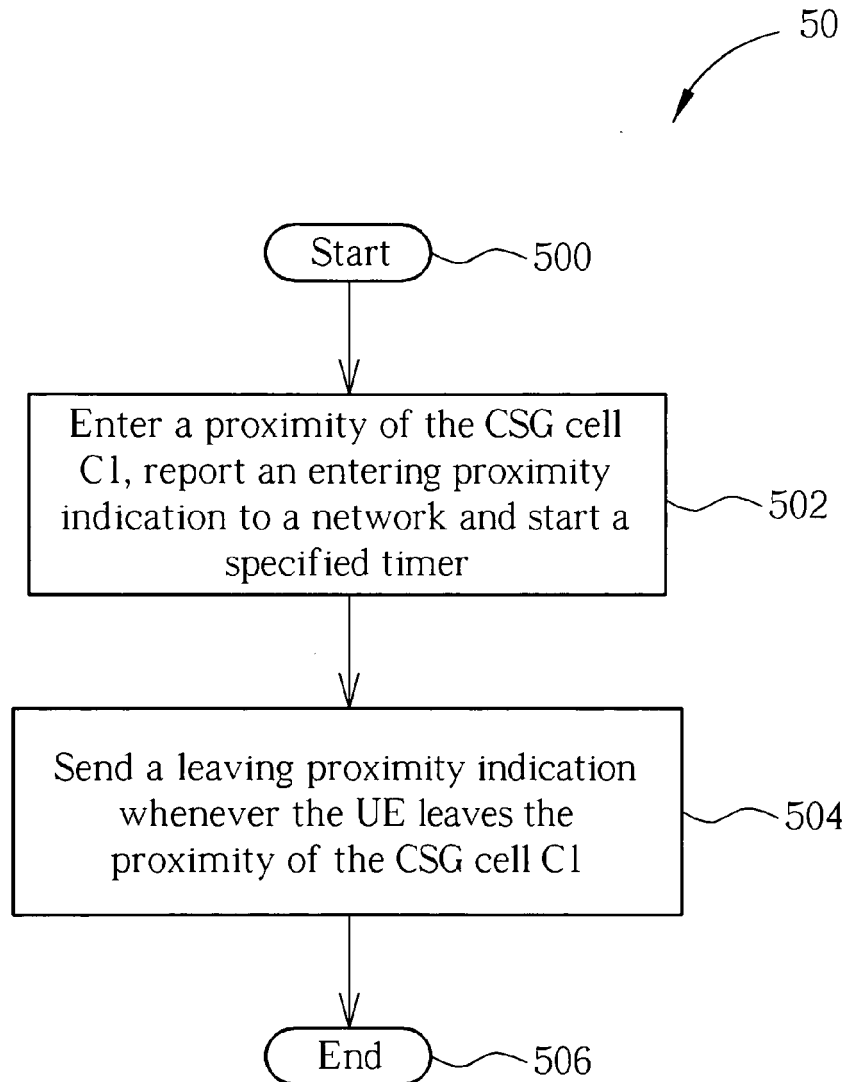 50
Start
500
Enter a proximity of the CSG cell
C1, report an entering proximity
indication to a network and start a
specified timer
502
Send a leaving proximity indication
whenever the UE leaves the
proximity of the CSG cell C1
504
End
506